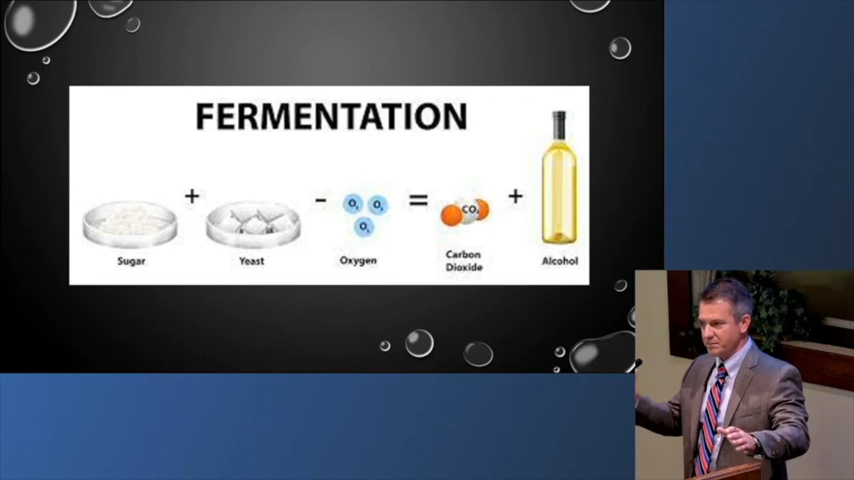 FERMENTATION
+ - = +
O₂ O₂ O₂ CO₂
Sugar Yeast Oxygen Carbon Dioxide Alcohol